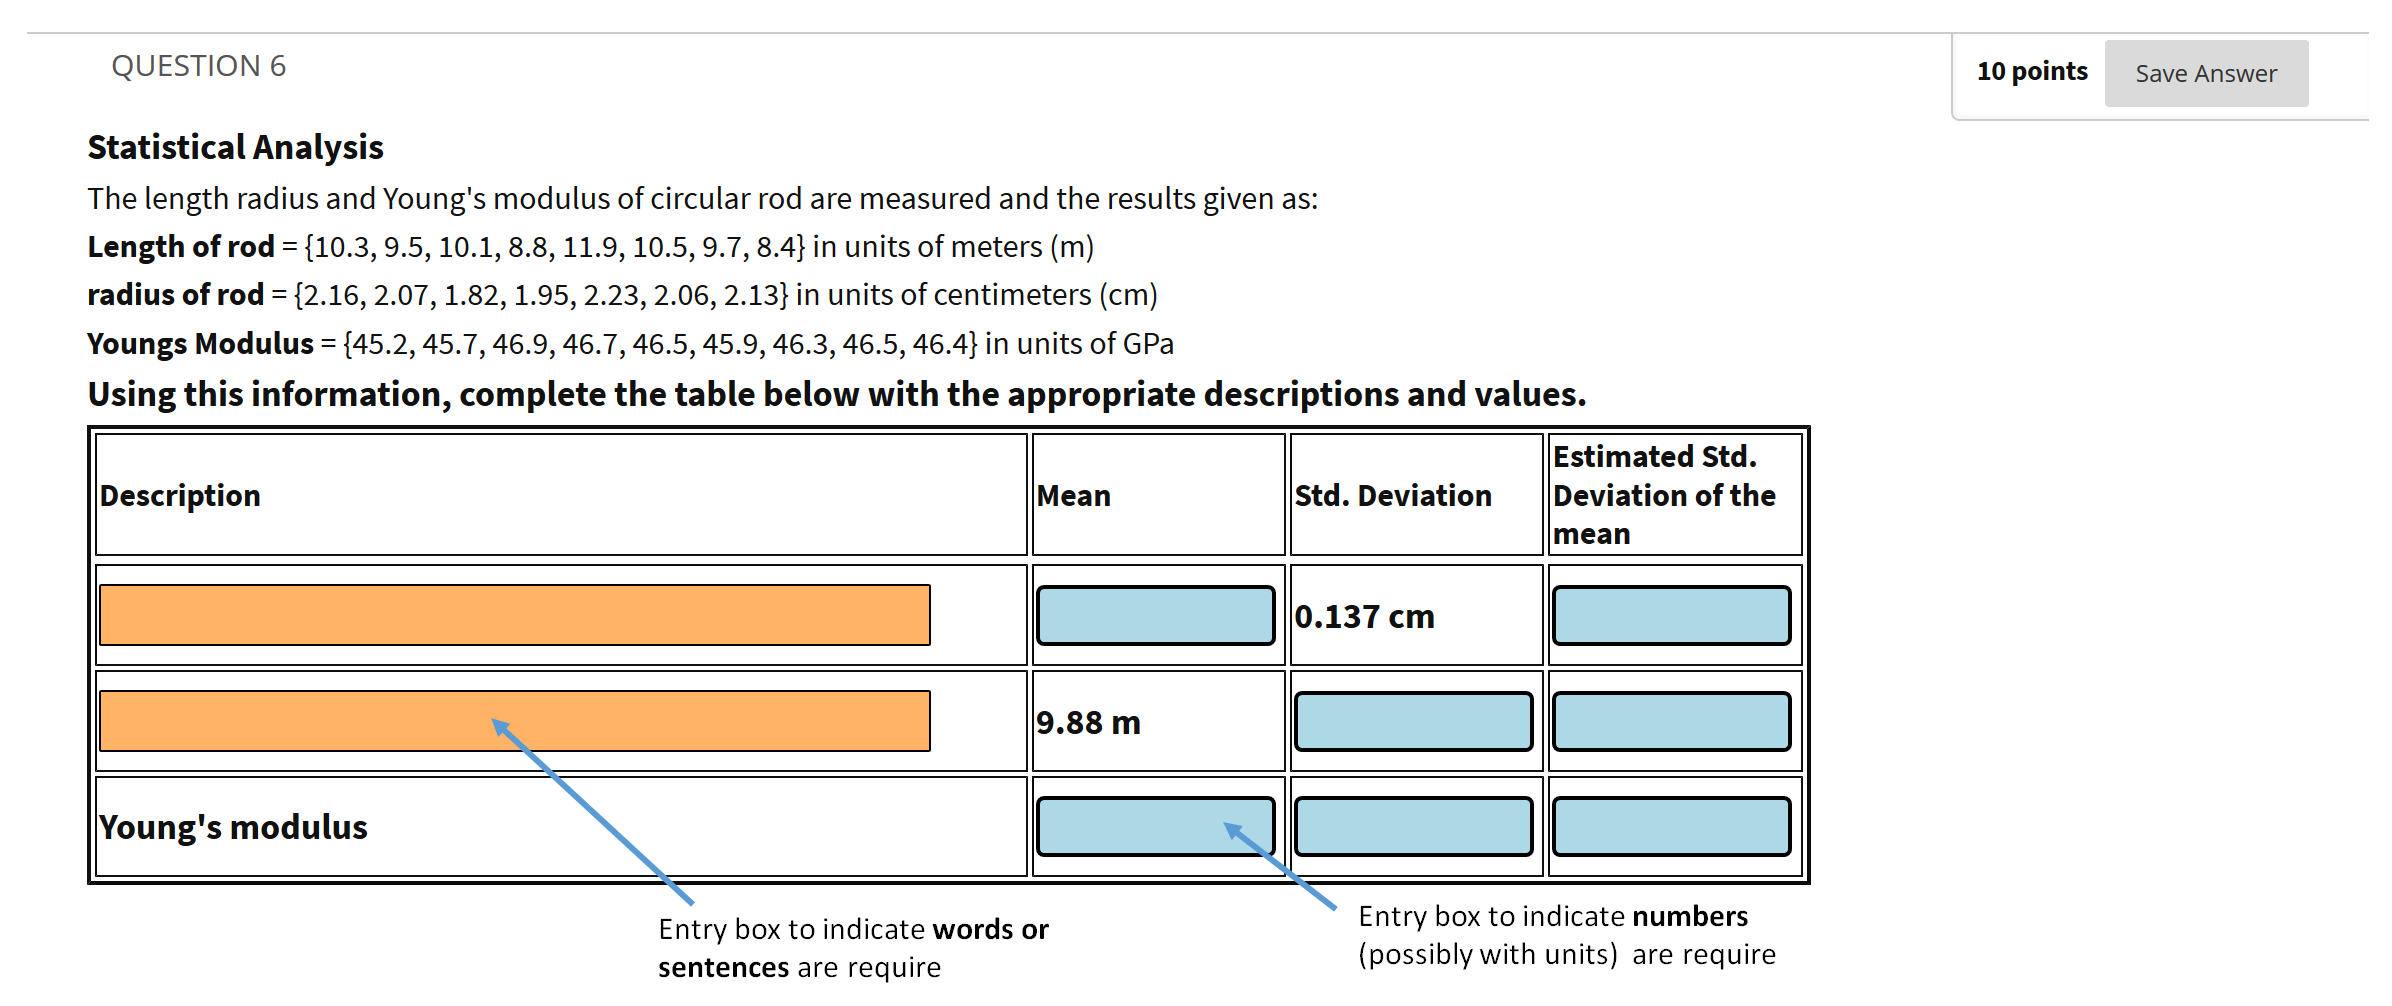 QUESTION 6
10 points
Save Answer
Statistical Analysis
The length radius and Young's modulus of circular rod are measured and the results given as:
Length of rod = {10.3, 9.5, 10.1, 8.8, 11.9, 10.5, 9.7, 8.4} in units of meters (m)
radius of rod = {2.16, 2.07, 1.82, 1.95, 2.23, 2.06, 2.13} in units of centimeters (cm)
Youngs Modulus = {45.2, 45.7, 46.9, 46.7, 46.5, 45.9, 46.3, 46.5, 46.4} in units of GPa
Using this information, complete the table below with the appropriate descriptions and values.
Description
Mean
Std. Deviation
Estimated Std.
Deviation of the
mean
0.137 cm
9.88 m
Young's modulus
Entry box to indicate words or
sentences are require
Entry box to indicate numbers
(possibly with units) are require